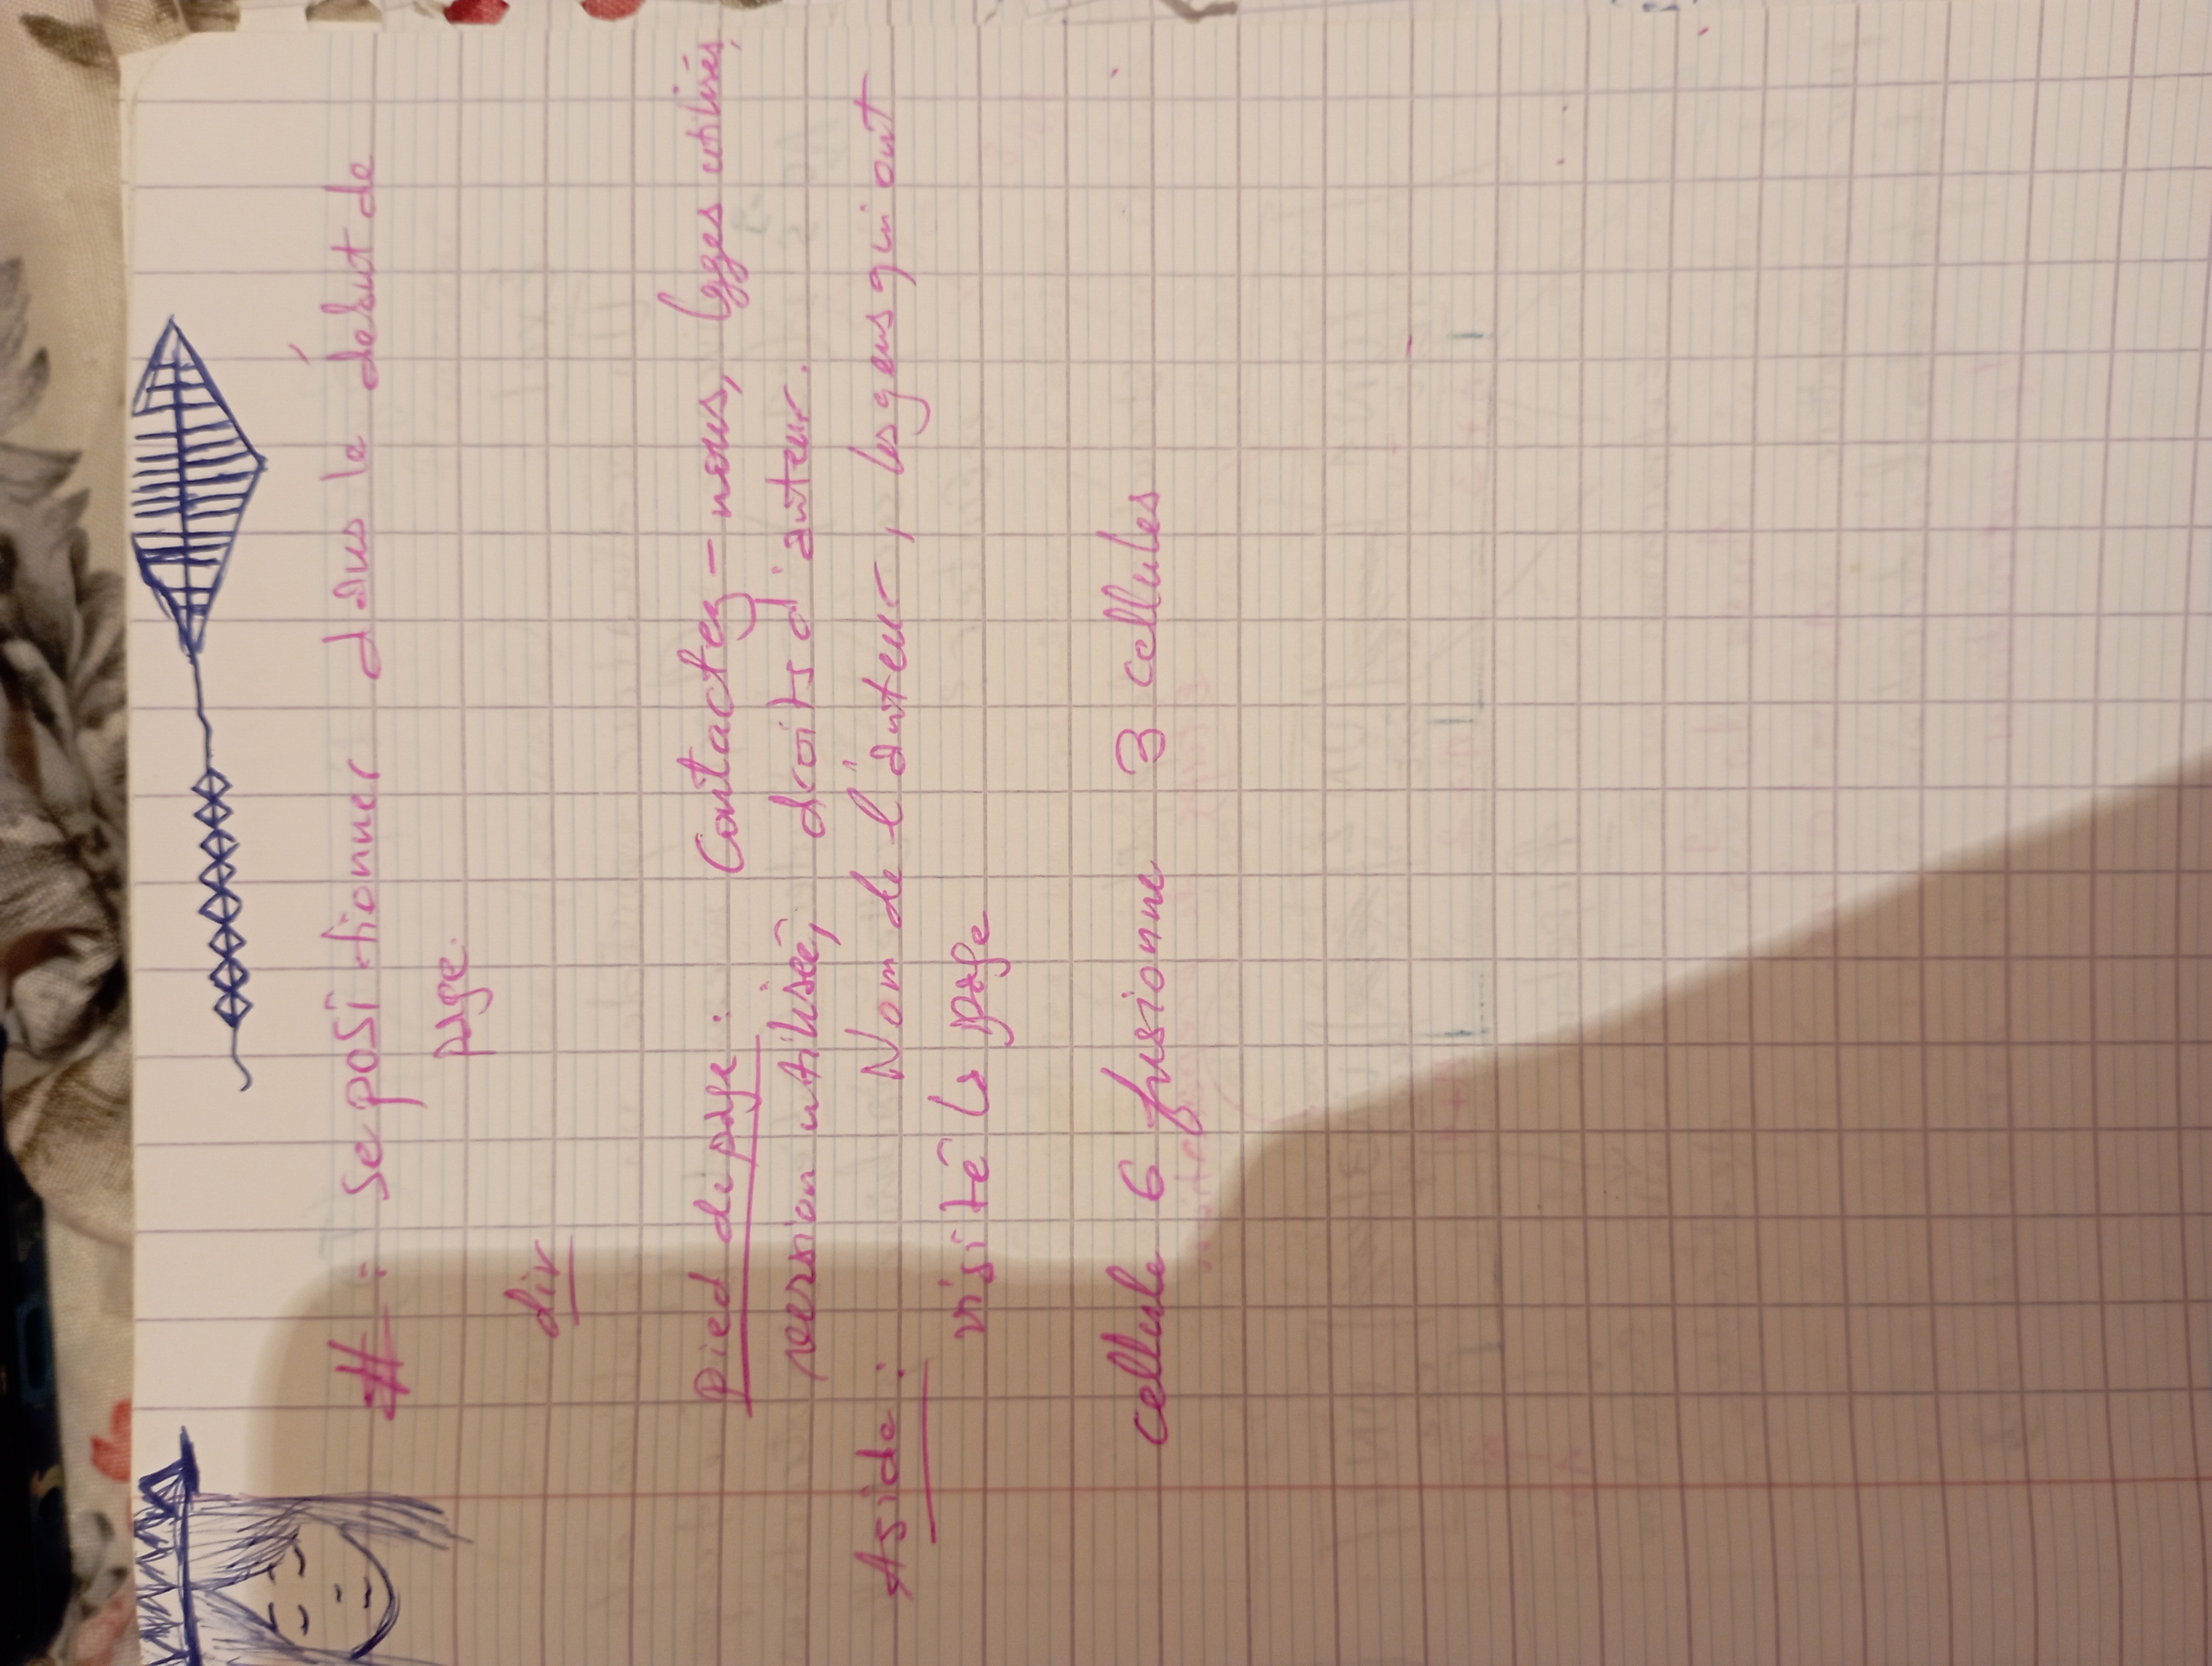 # : Se positionner dans le début de
page.
div
Pied de page : Contactez-nous, lgges utilisés,
version utilisée, droits d'auteur.
Aside : Nom de l'auteur, les gens qui ont
visité la page
cellule 6 fusionne 3 cellules